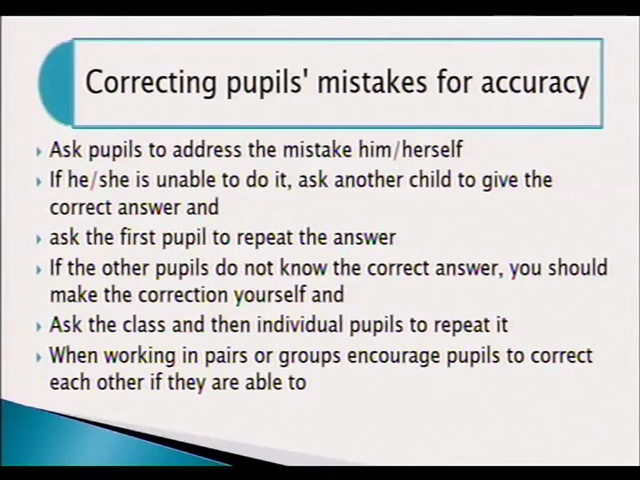 Correcting pupils' mistakes for accuracy
Ask pupils to address the mistake him/herself
If he/she is unable to do it, ask another child to give the
correct answer and
ask the first pupil to repeat the answer
If the other pupils do not know the correct answer, you should
make the correction yourself and
Ask the class and then individual pupils to repeat it
When working in pairs or groups encourage pupils to correct
each other if they are able to